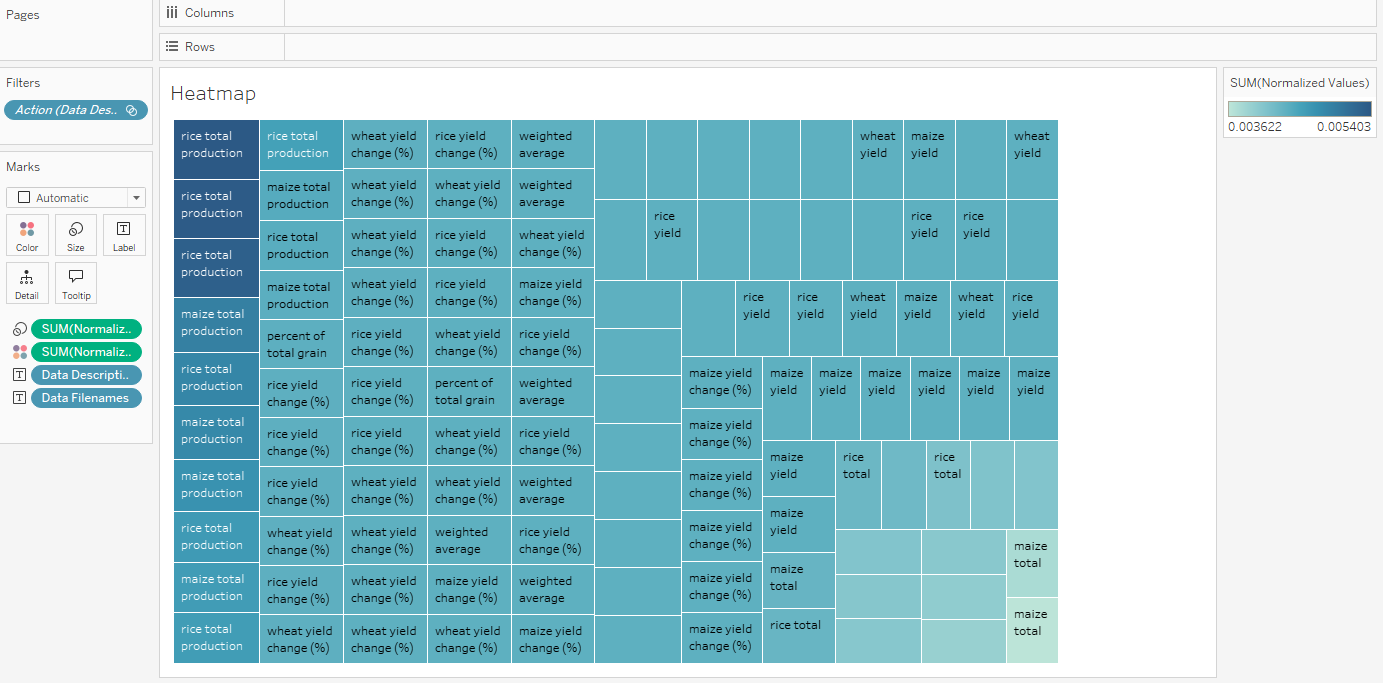 Pages
Columns
Rows
Filters
Action (Data Des..
Marks
Automatic
Color
Size
Label
Detail
Tooltip
SUM(Normaliz..
SUM(Normaliz..
Data Descripti..
Data Filenames
Heatmap
rice total
production
rice total
production
rice total
production
maize total
production
rice total
production
maize total
production
maize total
production
rice total
production
maize total
production
rice total
production
rice total
production
maize total
production
rice total
production
maize total
production
percent of
total grain
rice yield
change (%)
rice yield
change (%)
rice yield
change (%)
wheat yield
change (%)
rice yield
change (%)
wheat yield
change (%)
wheat yield
change (%)
wheat yield
change (%)
wheat yield
change (%)
wheat yield
change (%)
rice yield
change (%)
rice yield
change (%)
rice yield
change (%)
wheat yield
change (%)
wheat yield
change (%)
wheat yield
change (%)
wheat yield
change (%)
rice yield
change (%)
wheat yield
change (%)
rice yield
change (%)
rice yield
change (%)
wheat yield
change (%)
percent of
total grain
wheat yield
change (%)
wheat yield
change (%)
weighted
average
maize yield
change (%)
wheat yield
change (%)
weighted
average
weighted
average
wheat yield
change (%)
maize yield
change (%)
rice yield
change (%)
weighted
average
rice yield
change (%)
weighted
average
rice yield
change (%)
weighted
average
maize yield
change (%)
wheat
yield
maize
yield
wheat
yield
rice
yield
rice
yield
rice
yield
rice
yield
rice
yield
wheat
yield
maize
yield
wheat
yield
rice
yield
maize yield
change (%)
maize yield
change (%)
maize yield
change (%)
maize yield
change (%)
maize yield
change (%)
maize yield
change (%)
maize
yield
maize
yield
maize
yield
maize
yield
maize
yield
maize
yield
maize
yield
maize
yield
maize
total
rice total
rice
total
rice
total
maize
total
maize
total
SUM(Normalized Values)
0.003622
0.005403